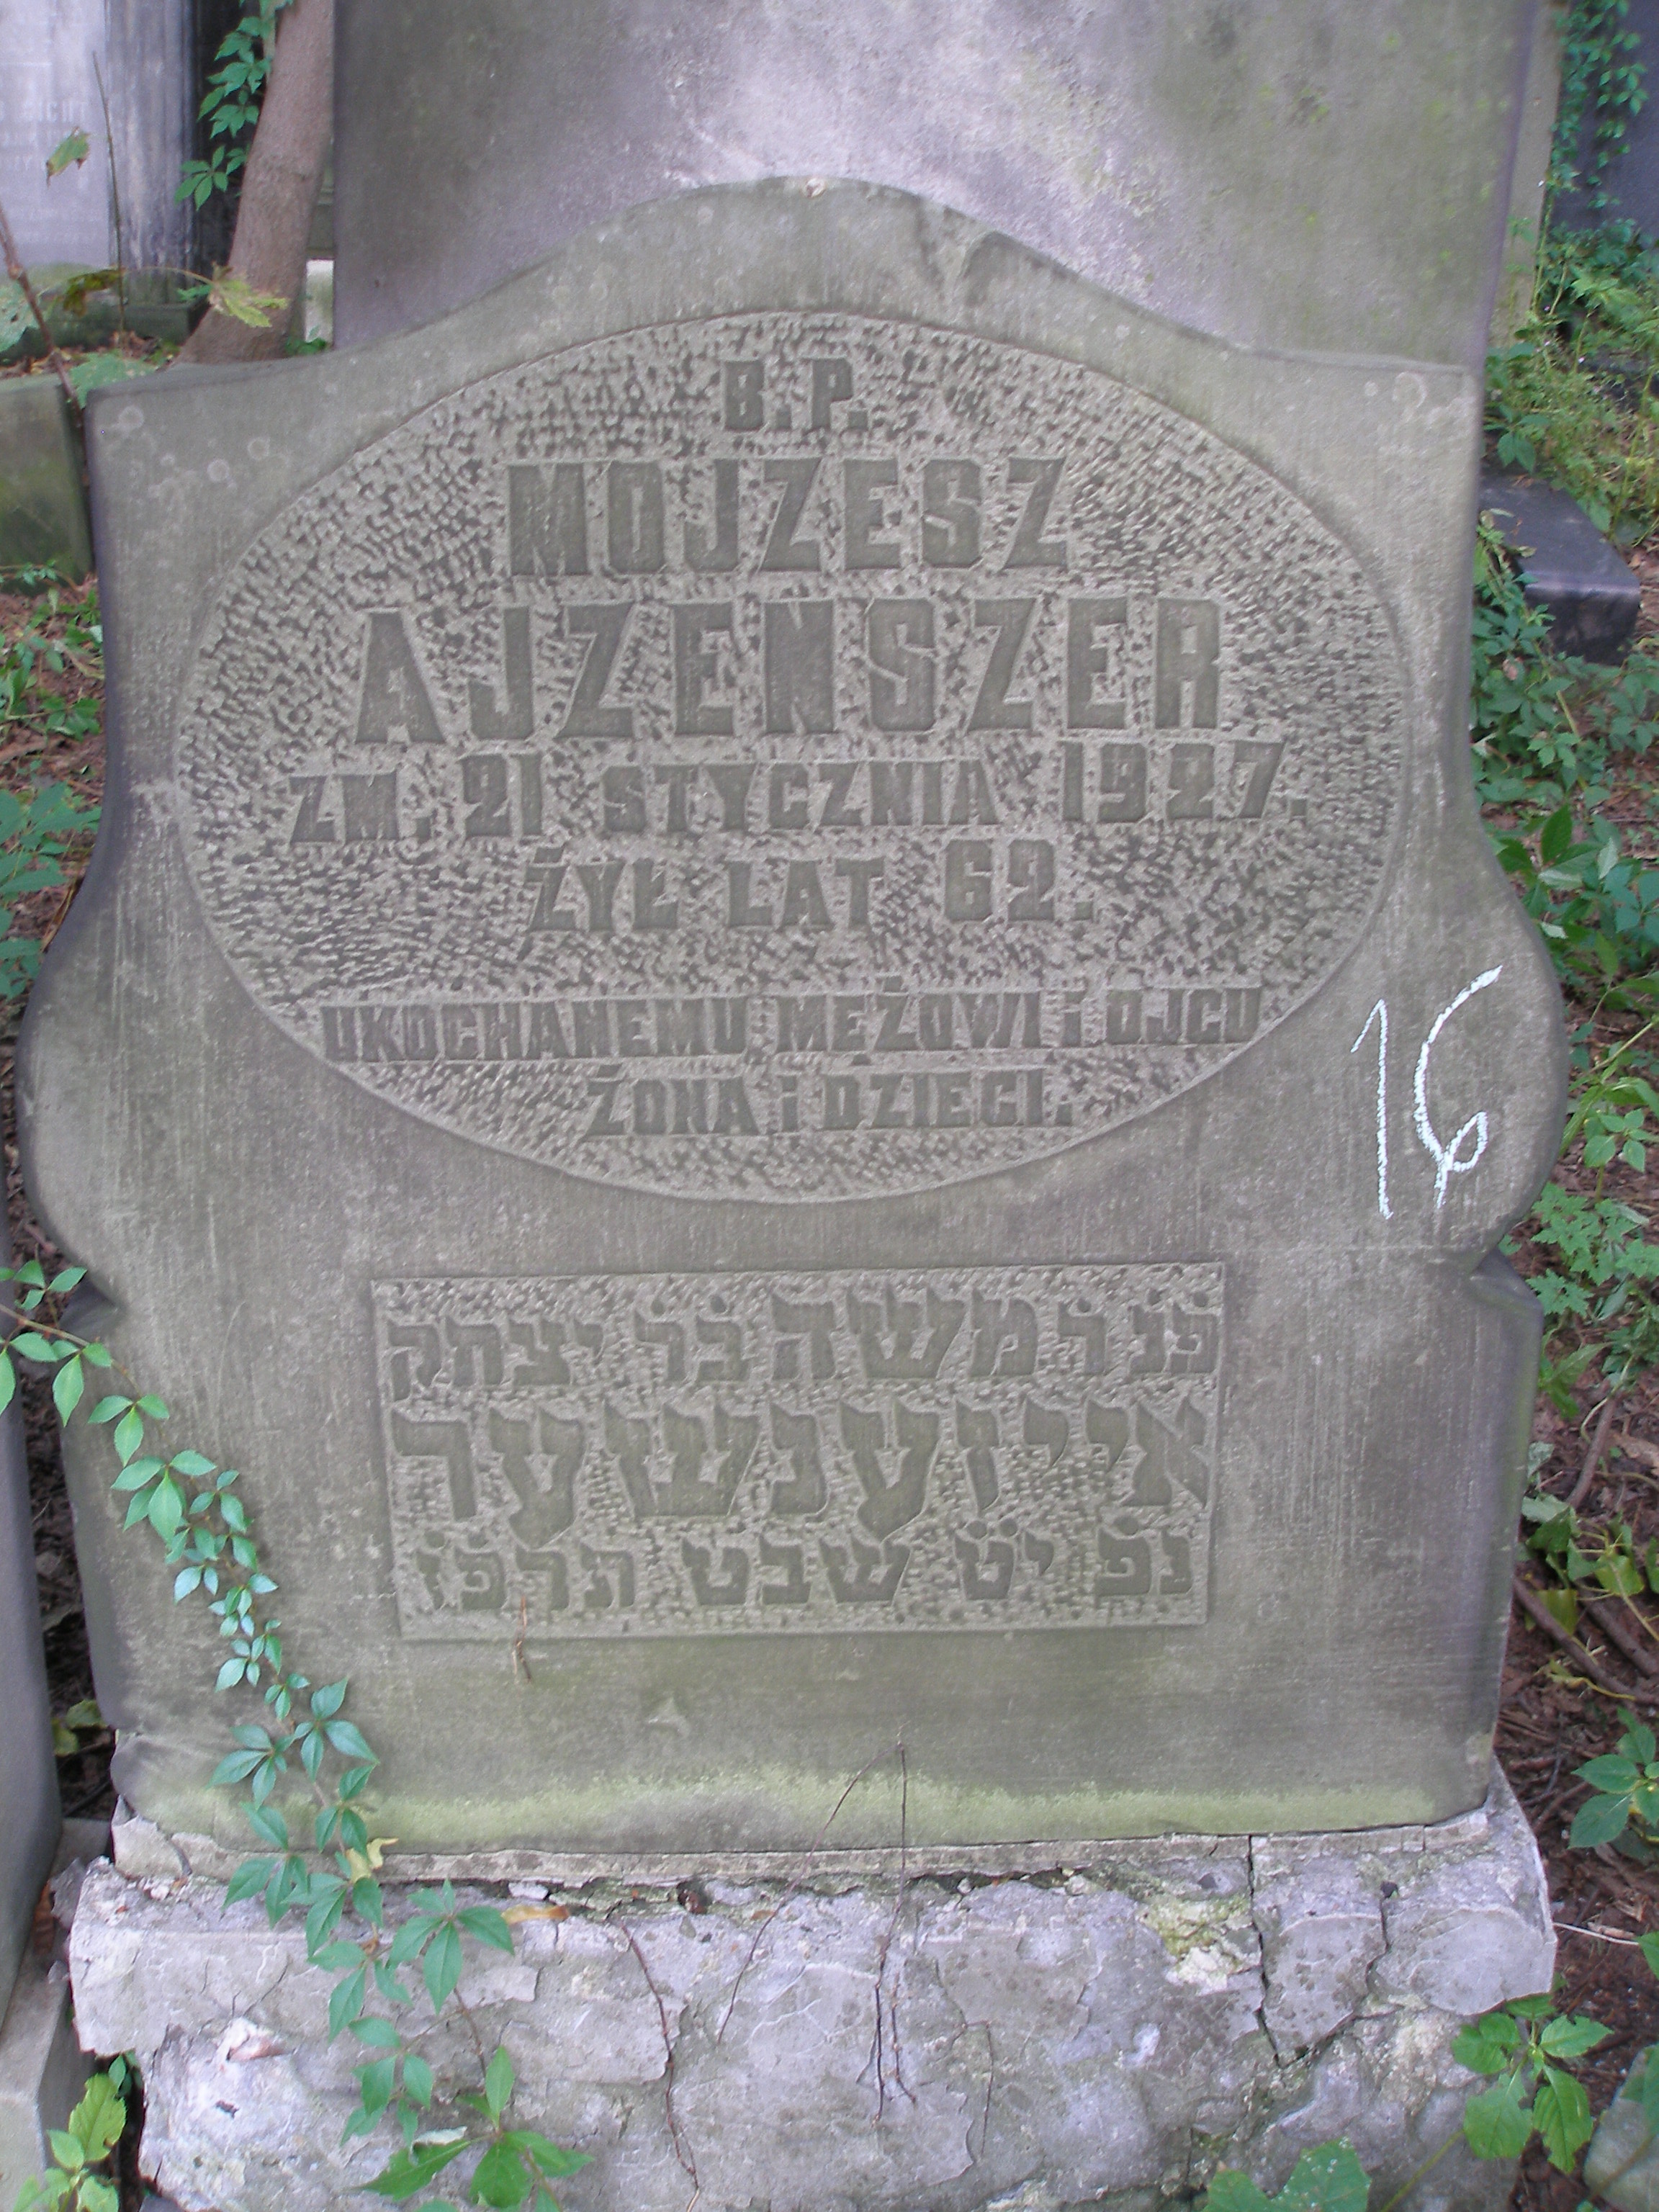 B.P.
MOJZESZ
AJZENSZER
ZM. 21 STYCZNIA 1927.
ŻYŁ LAT 62.
UKOCHANEMU MĘŻOWI i OJCU
ŻONA i DZIECI.
16
פ̇נ̇ ר̇ משה ב̇ר̇ יצחק
אייזענשער
נפ̇ י̇ט̇ שבט תרפ̇ז̇